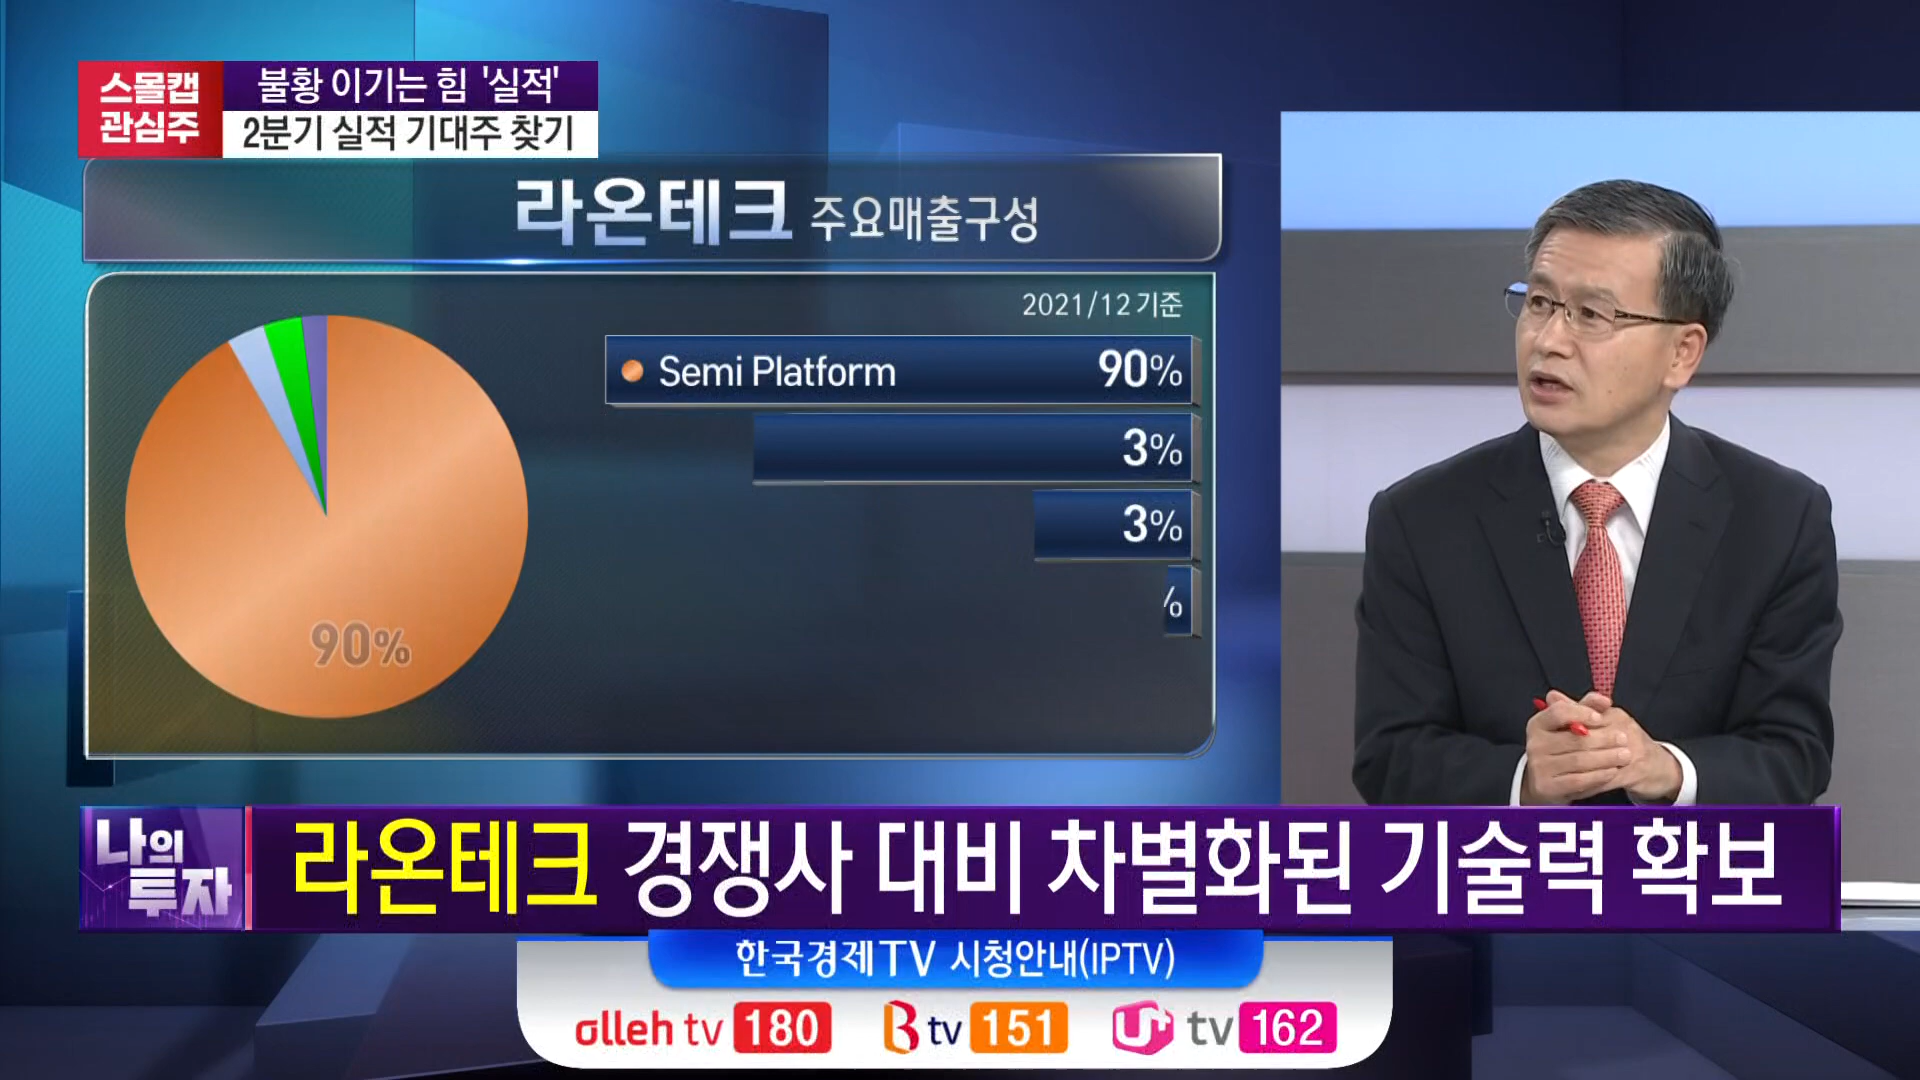 스몰캡
관심주
불황 이기는 힘 '실적'
2분기 실적 기대주 찾기
라온테크 주요매출구성
2021/12 기준
Semi Platform 90%
3%
3%
%
90%
나의
투자
라온테크 경쟁사 대비 차별화된 기술력 확보
한국경제TV 시청안내(IPTV)
olleh tv 180 B tv 151 U+ tv 162